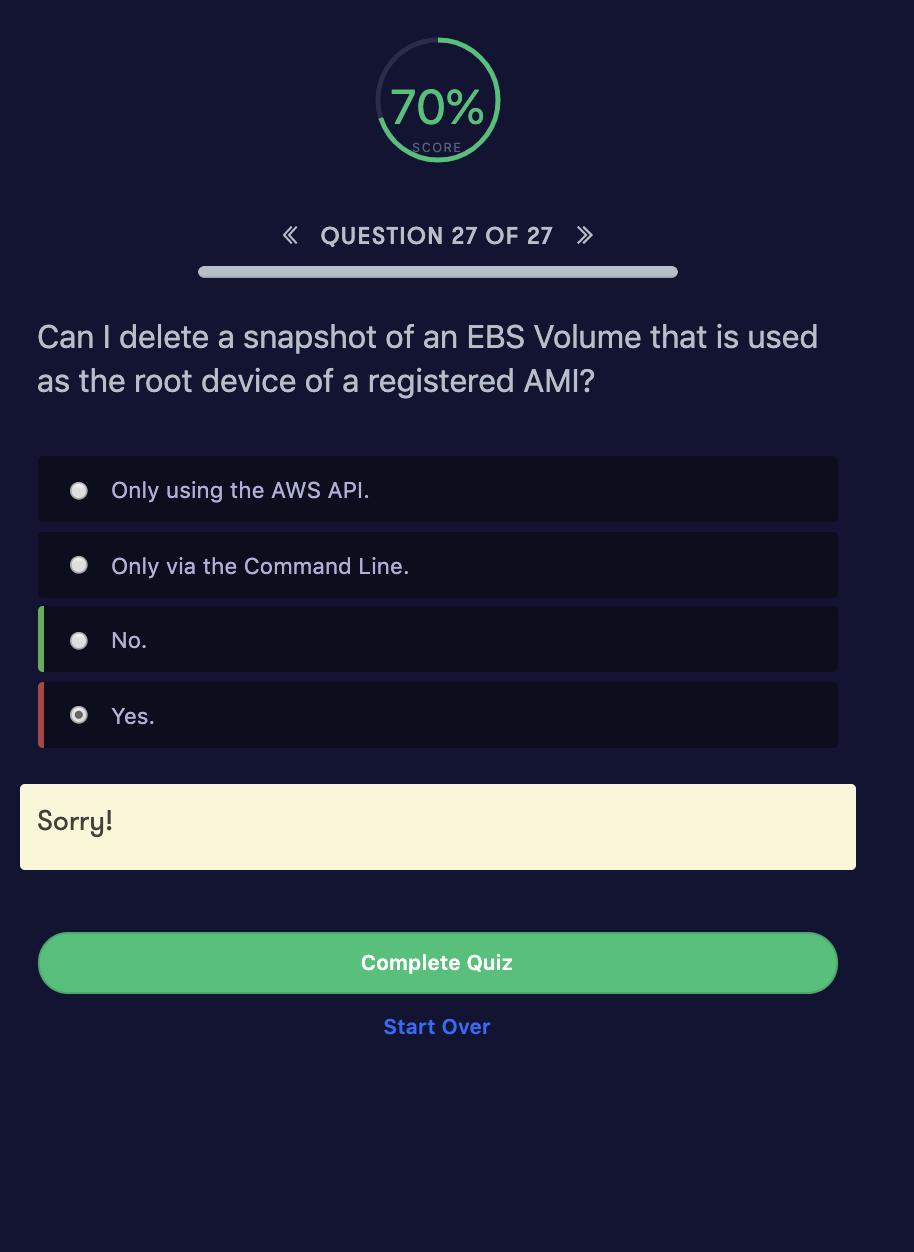 70%
SCORE
« QUESTION 27 OF 27 »
Can I delete a snapshot of an EBS Volume that is used
as the root device of a registered AMI?
Only using the AWS API.
Only via the Command Line.
No.
Yes.
Sorry!
Complete Quiz
Start Over